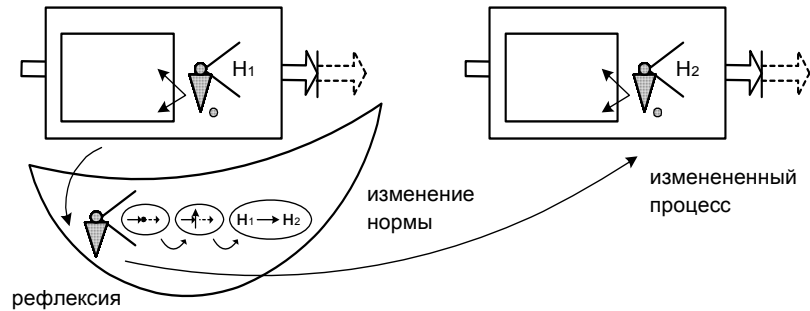 Н1
Н2
изменение
нормы
измененный
процесс
Н1 Н2
рефлексия